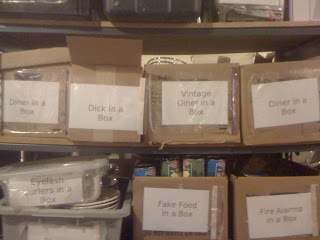 Diner in a
Box
Dick in a
Box
Vintage
Diner in a
Box
Diner in a
Box
Eyelash
Curlers in a
Box
Fake Food
in a Box
Fire Alarms
in a Box